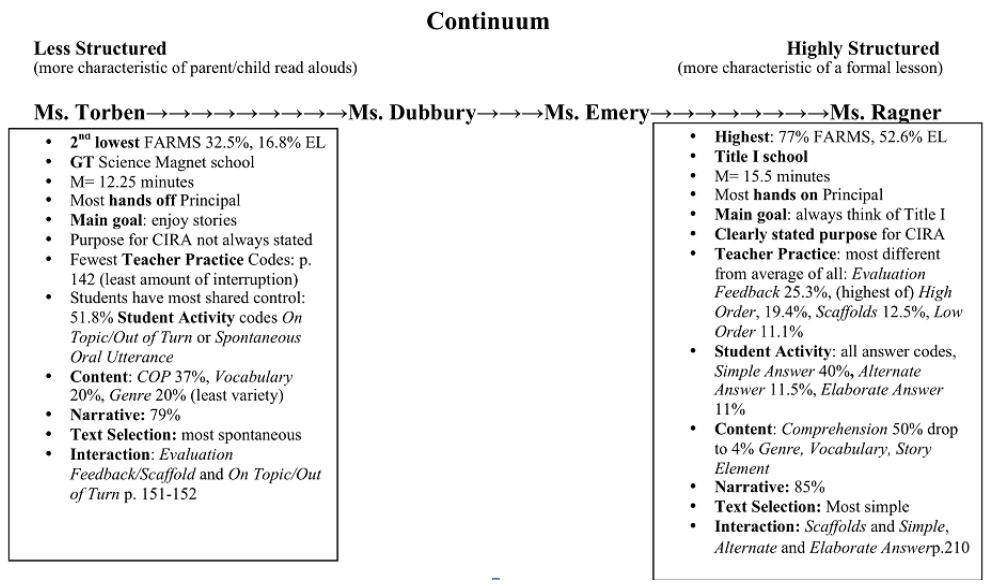 Continuum
Less Structured
(more characteristic of parent/child read alouds)
Highly Structured
(more characteristic of a formal lesson)
Ms. Torben→→→→→→→→→Ms. Dubbury→→→Ms. Emery→→→→→→→→Ms. Ragner
• 2nd lowest FARMS 32.5%, 16.8% EL
• GT Science Magnet school
• M= 12.25 minutes
• Most hands off Principal
• Main goal: enjoy stories
• Purpose for CIRA not always stated
• Fewest Teacher Practice Codes: p.
142 (least amount of interruption)
• Students have most shared control:
51.8% Student Activity codes On
Topic/Out of Turn or Spontaneous
Oral Utterance
• Content: COP 37%, Vocabulary
20%, Genre 20% (least variety)
• Narrative: 79%
• Text Selection: most spontaneous
• Interaction: Evaluation
Feedback/Scaffold and On Topic/Out
of Turn p. 151-152
• Highest: 77% FARMS, 52.6% EL
• Title I school
• M= 15.5 minutes
• Most hands on Principal
• Main goal: always think of Title I
• Clearly stated purpose for CIRA
• Teacher Practice: most different
from average of all: Evaluation
Feedback 25.3%, (highest of) High
Order, 19.4%, Scaffolds 12.5%, Low
Order 11.1%
• Student Activity: all answer codes,
Simple Answer 40%, Alternate
Answer 11.5%, Elaborate Answer
11%
• Content: Comprehension 50% drop
to 4% Genre, Vocabulary, Story
Element
• Narrative: 85%
• Text Selection: Most simple
• Interaction: Scaffolds and Simple,
Alternate and Elaborate Answerp.210